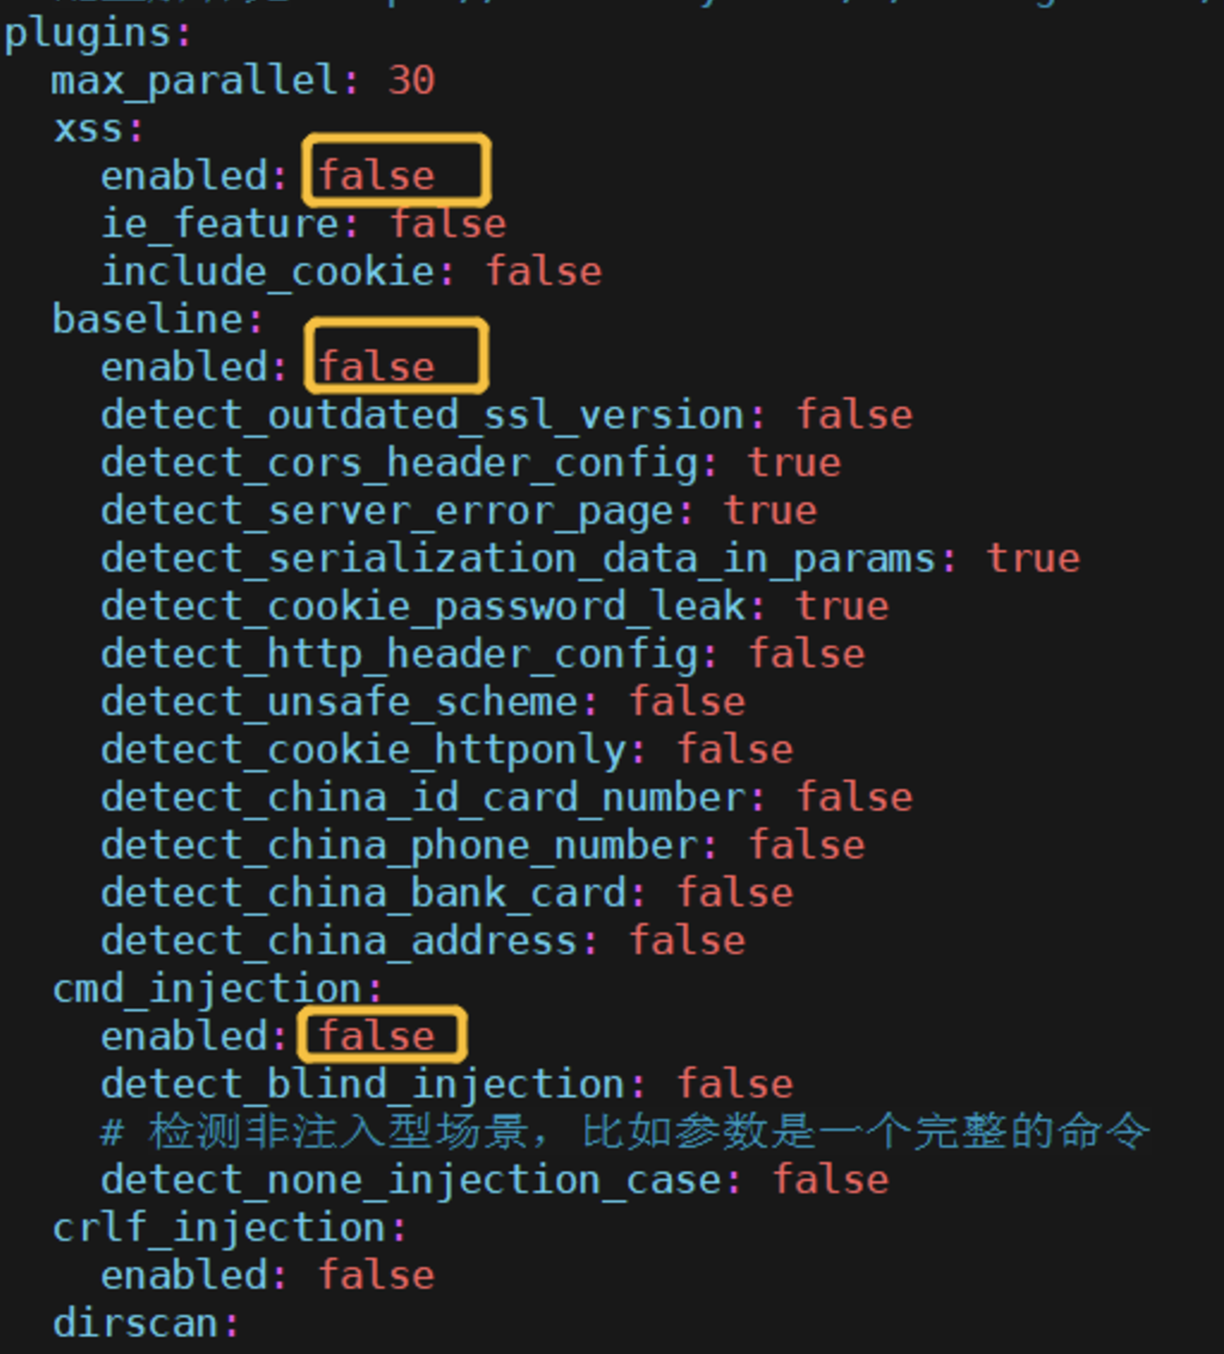 plugins:
max_parallel: 30
xss:
enabled: false
ie_feature: false
include_cookie: false
baseline:
enabled: false
detect_outdated_ssl_version: false
detect_cors_header_config: true
detect_server_error_page: true
detect_serialization_data_in_params: true
detect_cookie_password_leak: true
detect_http_header_config: false
detect_unsafe_scheme: false
detect_cookie_httponly: false
detect_china_id_card_number: false
detect_china_phone_number: false
detect_china_bank_card: false
detect_china_address: false
cmd_injection:
enabled: false
detect_blind_injection: false
# 检测非注入型场景，比如参数是一个完整的命令
detect_none_injection_case: false
crlf_injection:
enabled: false
dirscan: